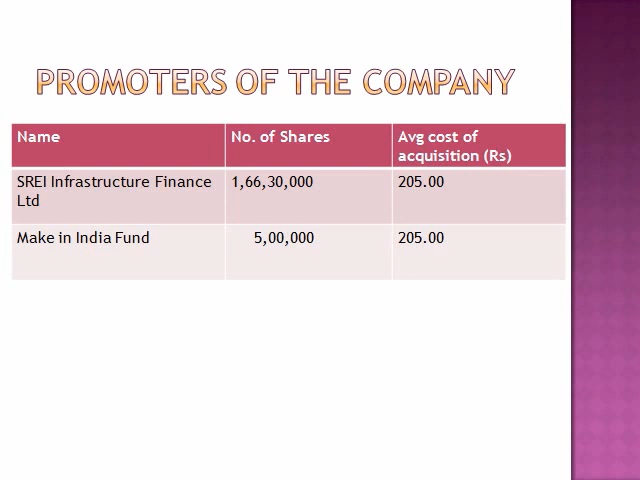 PROMOTERS OF THE COMPANY
Name No. of Shares Avg cost of
acquisition (Rs)
SREI Infrastructure Finance 1,66,30,000 205.00
Ltd
Make in India Fund 5,00,000 205.00